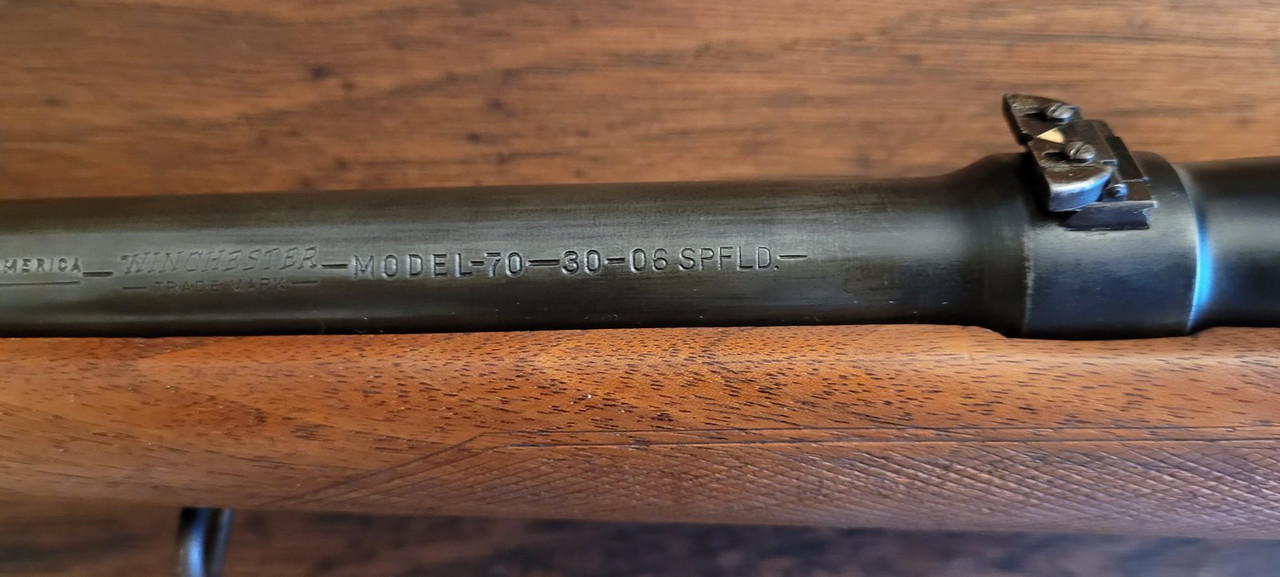 MERICA — WINCHESTER — MODEL-70—30-06 SPFLD.—
— TRADE MARK —